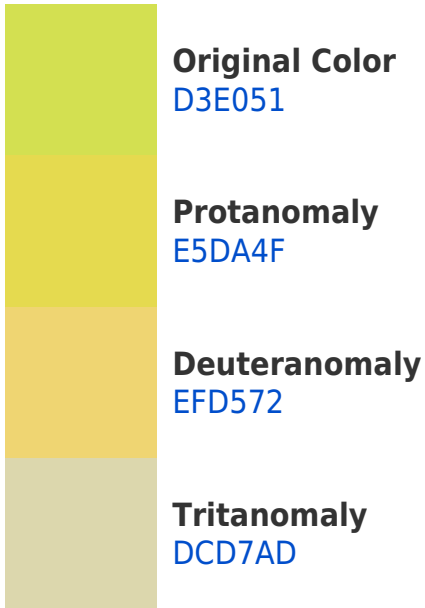 Original Color
D3E051
Protanomaly
E5DA4F
Deuteranomaly
EFD572
Tritanomaly
DCD7AD